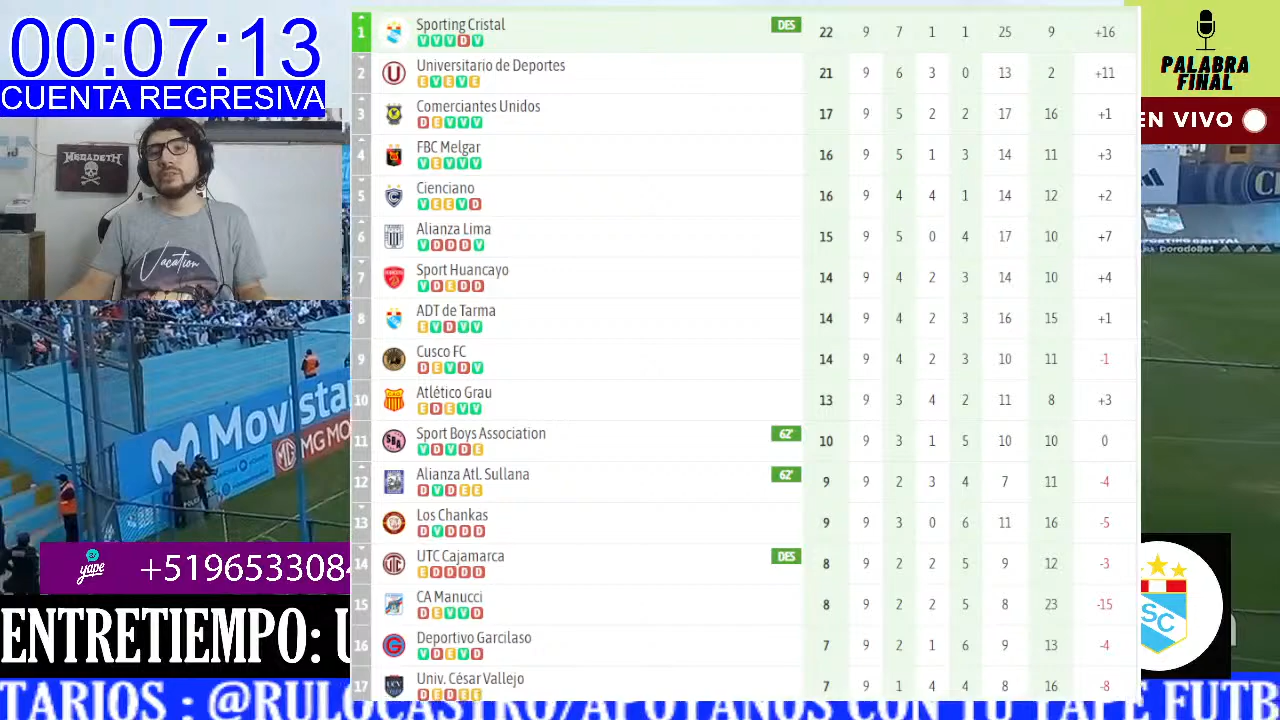 00:07:13
CUENTA REGRESIVA
MEGADETH
Vacation
Movistar
MG MO
yape
+5196533084
ENTRETIEMPO: U
TARIOS : @RULOCASTRO/APOYANOS CON TU YAPE FUTB
PALABRA
FINAL
EN VIVO
SC
1 Sporting Cristal DES 22 9 7 1 1 25 9 +16
V V V D V
2 Universitario de Deportes 21 9 6 3 0 13 2 +11
E V E V E
3 Comerciantes Unidos 17 9 5 2 2 17 16 +1
D E V V V
4 FBC Melgar 16 9 5 1 3 14 11 +3
V E V V V
5 Cienciano 16 9 4 4 1 14 12 +2
V E E V D
6 Alianza Lima 15 9 5 0 4 17 10 +7
V D D D V
7 Sport Huancayo 14 9 4 2 3 14 10 +4
V D E D D
8 ADT de Tarma 14 9 4 2 3 16 15 +1
E V D V V
9 Cusco FC 14 9 4 2 3 10 11 -1
D E V D V
10 Atlético Grau 13 9 3 4 2 11 8 +3
E D E V V
11 Sport Boys Association 62' 10 9 3 1 5 10 10 0
V D V D E
12 Alianza Atl. Sullana 62' 9 9 2 3 4 7 11 -4
D V D E E
13 Los Chankas 9 9 3 0 6 11 16 -5
D V D D D
14 UTC Cajamarca DES 8 9 2 2 5 9 12 -3
E D D D D
15 CA Manucci 8 9 2 2 5 8 23 -15
D E V V D
16 Deportivo Garcilaso 7 9 2 1 6 9 13 -4
V D E V D
17 Univ. César Vallejo 7 9 1 4 4 8 16 -8
D E D E E